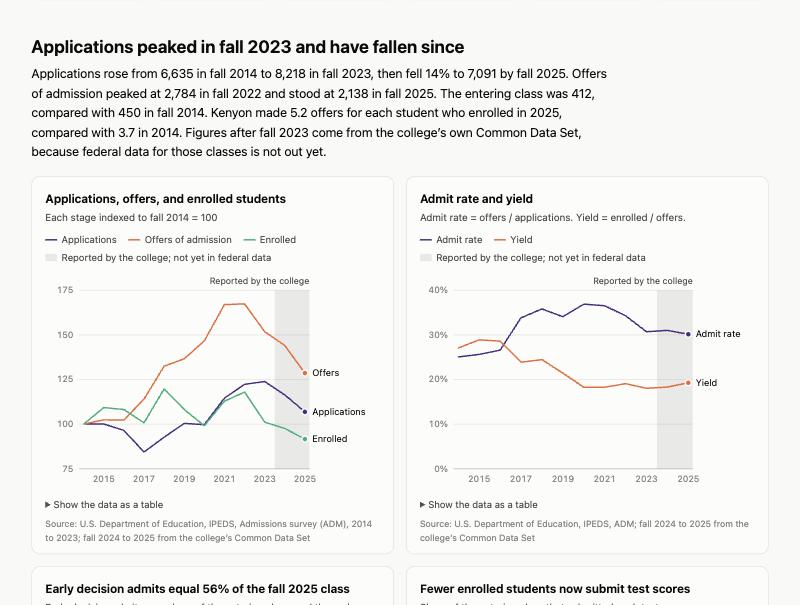 Applications peaked in fall 2023 and have fallen since
Applications rose from 6,635 in fall 2014 to 8,218 in fall 2023, then fell 14% to 7,091 by fall 2025. Offers
of admission peaked at 2,784 in fall 2022 and stood at 2,138 in fall 2025. The entering class was 412,
compared with 450 in fall 2014. Kenyon made 5.2 offers for each student who enrolled in 2025,
compared with 3.7 in 2014. Figures after fall 2023 come from the college's own Common Data Set,
because federal data for those classes is not out yet.
Applications, offers, and enrolled students
Each stage indexed to fall 2014 = 100
Applications Offers of admission Enrolled
Reported by the college; not yet in federal data
Reported by the college
175
150
125
100
75
Offers
Applications
Enrolled
2015 2017 2019 2021 2023 2025
Show the data as a table
Source: U.S. Department of Education, IPEDS, Admissions survey (ADM), 2014
to 2023; fall 2024 to 2025 from the college's Common Data Set
Admit rate and yield
Admit rate = offers / applications. Yield = enrolled / offers.
Admit rate Yield
Reported by the college; not yet in federal data
Reported by the college
40%
30%
20%
10%
0%
Admit rate
Yield
2015 2017 2019 2021 2023 2025
Show the data as a table
Source: U.S. Department of Education, IPEDS, ADM; fall 2024 to 2025 from the
college's Common Data Set
Early decision admits equal 56% of the fall 2025 class
Fewer enrolled students now submit test scores